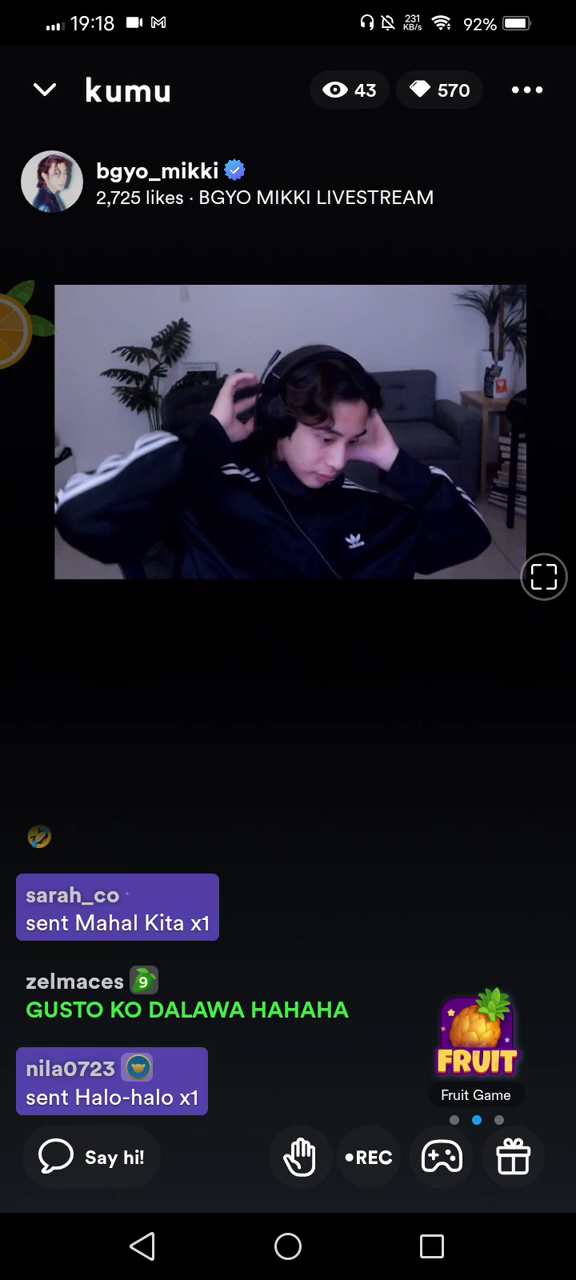 19:18
231
KB/s
92%
kumu
43
570
bgyo_mikki
2,725 likes · BGYO MIKKI LIVESTREAM
adidas
sarah_co
sent Mahal Kita x1
zelmaces 9
GUSTO KO DALAWA HAHAHA
nila0723
sent Halo-halo x1
FRUIT
Fruit Game
Say hi!
•REC